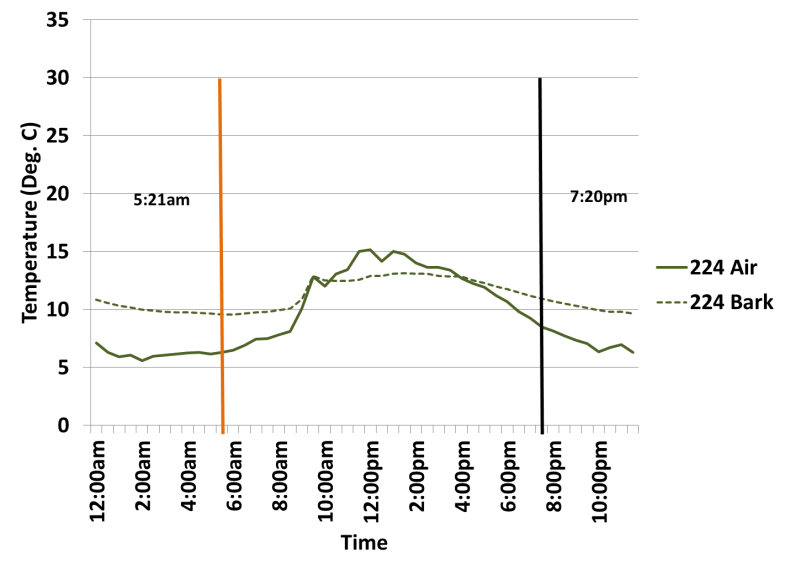 35
30
25
20
15
10
5
0
Temperature (Deg. C)
5:21am
7:20pm
224 Air
224 Bark
12:00am
2:00am
4:00am
6:00am
8:00am
10:00am
12:00pm
2:00pm
4:00pm
6:00pm
8:00pm
10:00pm
Time